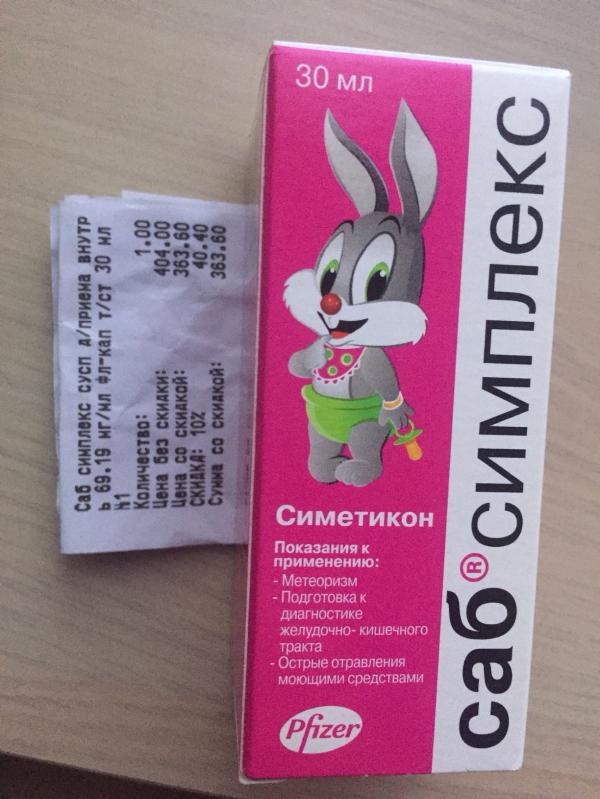 Саб симплекс сусп д/приема внутр
ь 69.19 мг/мл фл-кап т/ст 30 мл
№1
Количество: 1.00
Цена без скидки: 404.00
Цена со скидкой: 363.60
СКИДКА: 10% 40.40
Сумма со скидкой: 363.60
30 мл
Симетикон
Показания к
применению:
- Метеоризм
- Подготовка к
диагностике
желудочно- кишечного
тракта
- Острые отравления
моющими средствами
Pfizer
саб® симплекс